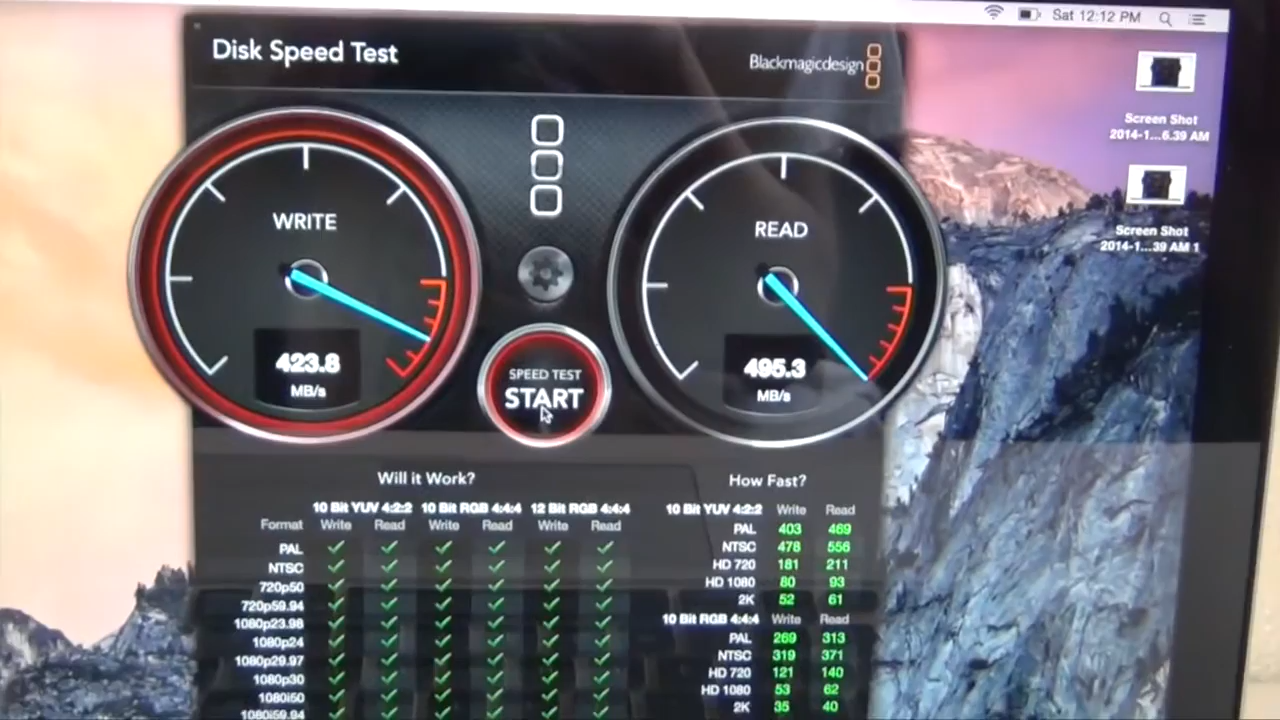 Sat 12:12 PM
Disk Speed Test
Blackmagicdesign
Screen Shot
2014-1...6.39 AM
Screen Shot
2014-1...39 AM 1
WRITE
423.8
MB/s
READ
495.3
MB/s
SPEED TEST
START
Will it Work?
10 Bit YUV 4:2:2 10 Bit RGB 4:4:4 12 Bit RGB 4:4:4
Format Write Read Write Read Write Read
PAL ✓ ✓ ✓ ✓ ✓ ✓
NTSC ✓ ✓ ✓ ✓ ✓ ✓
720p50 ✓ ✓ ✓ ✓ ✓ ✓
720p59.94 ✓ ✓ ✓ ✓ ✓ ✓
1080p23.98 ✓ ✓ ✓ ✓ ✓ ✓
1080p24 ✓ ✓ ✓ ✓ ✓ ✓
1080p29.97 ✓ ✓ ✓ ✓ ✓ ✓
1080p30 ✓ ✓ ✓ ✓ ✓ ✓
1080i50 ✓ ✓ ✓ ✓ ✓ ✓
1080i59.94 ✓ ✓ ✓ ✓ ✓ ✓
How Fast?
10 Bit YUV 4:2:2 Write Read
PAL 403 469
NTSC 478 556
HD 720 181 211
HD 1080 80 93
2K 52 61
10 Bit RGB 4:4:4 Write Read
PAL 269 313
NTSC 319 371
HD 720 121 140
HD 1080 53 62
2K 35 40